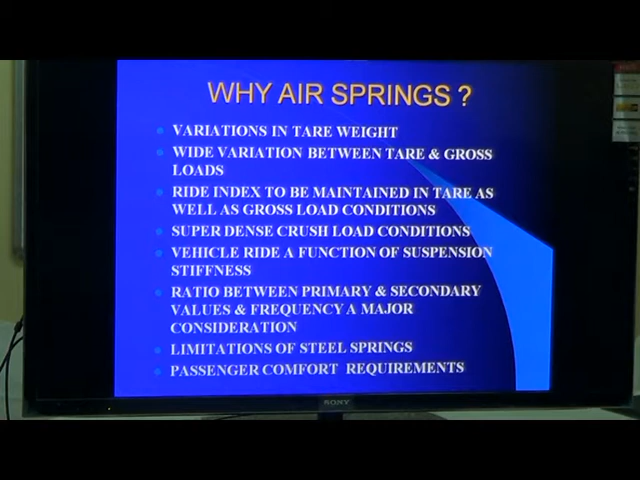 WHY AIR SPRINGS ?
VARIATIONS IN TARE WEIGHT
WIDE VARIATION BETWEEN TARE & GROSS
LOADS
RIDE INDEX TO BE MAINTAINED IN TARE AS
WELL AS GROSS LOAD CONDITIONS
SUPER DENSE CRUSH LOAD CONDITIONS
VEHICLE RIDE A FUNCTION OF SUSPENSION
STIFFNESS
RATIO BETWEEN PRIMARY & SECONDARY
VALUES & FREQUENCY A MAJOR
CONSIDERATION
LIMITATIONS OF STEEL SPRINGS
PASSENGER COMFORT REQUIREMENTS
SONY